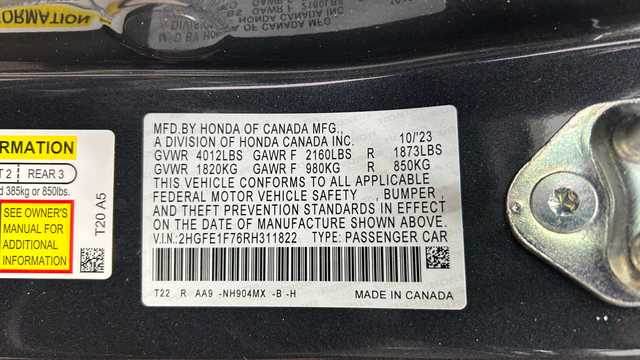 ORMATION
T 2 REAR 3
d 385kg or 850lbs.
SEE OWNER'S
MANUAL FOR
ADDITIONAL
INFORMATION
T20 A5
MFD.BY HONDA OF CANADA MFG.,
A DIVISION OF HONDA CANADA INC. 10/'23
GVWR 4012LBS GAWR F 2160LBS R 1873LBS
GVWR 1820KG GAWR F 980KG R 850KG
THIS VEHICLE CONFORMS TO ALL APPLICABLE
FEDERAL MOTOR VEHICLE SAFETY , BUMPER ,
AND THEFT PREVENTION STANDARDS IN EFFECT
ON THE DATE OF MANUFACTURE SHOWN ABOVE.
V.I.N:2HGFE1F76RH311822 TYPE: PASSENGER CAR
T22 R AA9 -NH904MX -B -H MADE IN CANADA